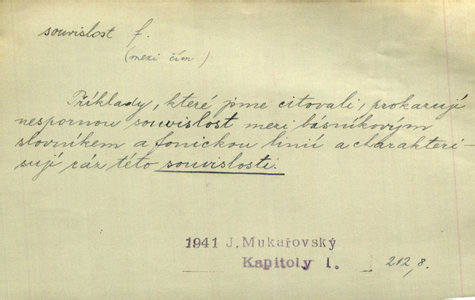 souvislost f.
(mezi čím)
Příklady, které jsme citovali, prokazují
nespornou souvislost mezi básníkovým
slovníkem a fonickou linií a charakteri-
sují ráz této souvislosti.
1941 J. Mukařovský
Kapitoly I. 212,8.